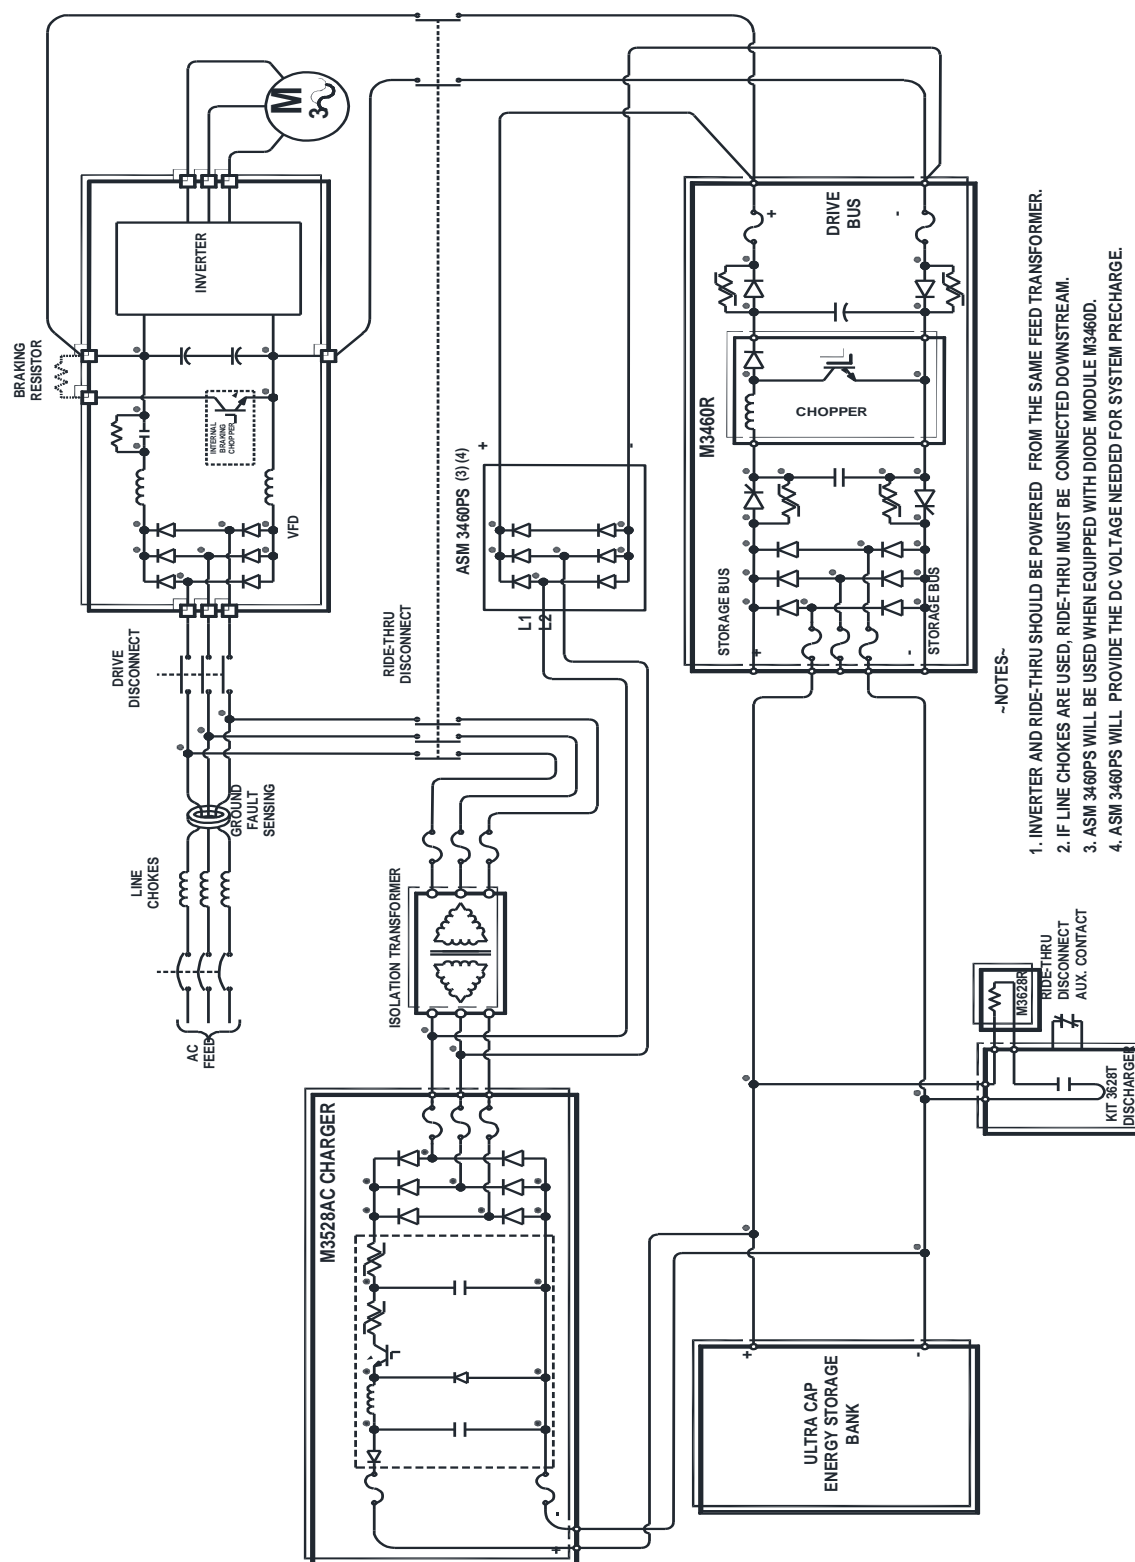 BRAKING
RESISTOR
M
3
INVERTER
INTERNAL
BRAKING
CHOPPER
VFD
DRIVE
DISCONNECT
GROUND
FAULT
SENSING
LINE
CHOKES
AC
FEED
RIDE-THRU
DISCONNECT
ISOLATION TRANSFORMER
ASM 3460PS (3) (4)
+
-
L1
L2
M3460R
DRIVE
BUS
+
-
CHOPPER
STORAGE BUS
+
STORAGE BUS
-
M3528AC CHARGER
+
-
ULTRA CAP
ENERGY STORAGE
BANK
+
-
M3628R
RIDE-THRU
DISCONNECT
AUX. CONTACT
KIT 3628T
DISCHARGER
~NOTES~
1. INVERTER AND RIDE-THRU SHOULD BE POWERED FROM THE SAME FEED TRANSFORMER.
2. IF LINE CHOKES ARE USED, RIDE-THRU MUST BE CONNECTED DOWNSTREAM.
3. ASM 3460PS WILL BE USED WHEN EQUIPPED WITH DIODE MODULE M3460D.
4. ASM 3460PS WILL PROVIDE THE DC VOLTAGE NEEDED FOR SYSTEM PRECHARGE.